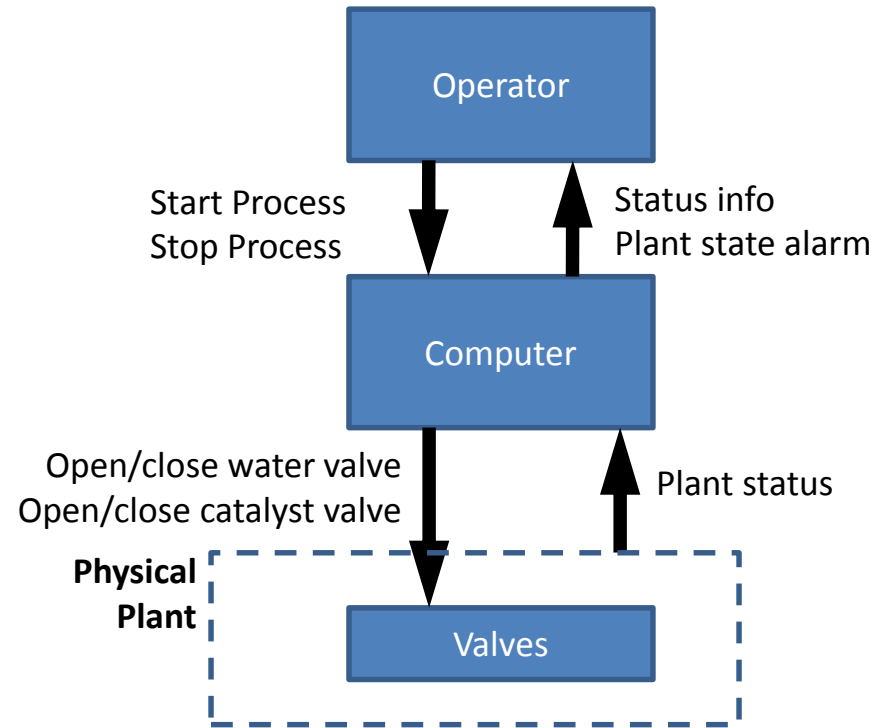 Operator
Start Process
Stop Process
Status info
Plant state alarm
Computer
Open/close water valve
Open/close catalyst valve
Plant status
Physical
Plant
Valves